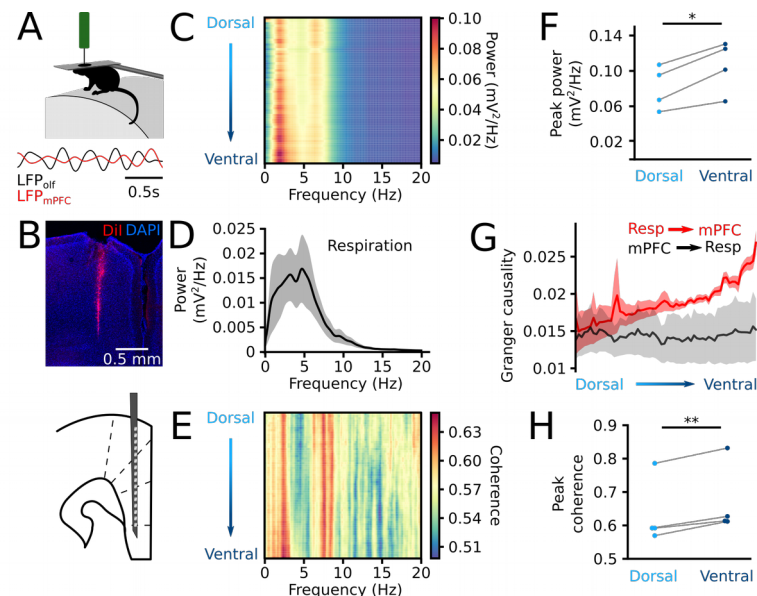 A
LFPolf
LFPmPFC
0.5s
B
DiI DAPI
0.5 mm
C
Dorsal
Ventral
0 5 10 15 20
Frequency (Hz)
0.10
0.08
0.06
0.04
0.02
Power (mV²/Hz)
D
Respiration
0.025
0.02
0.015
0.01
0.005
0
Power
(mV²/Hz)
0 5 10 15 20
Frequency (Hz)
E
Dorsal
Ventral
0 5 10 15 20
Frequency (Hz)
0.63
0.60
0.57
0.54
0.51
Coherence
F
*
0.14
0.10
0.06
0.02
Peak power
(mV²/Hz)
Dorsal Ventral
G
Resp mPFC
mPFC Resp
0.025
0.02
0.015
0.01
Granger causality
Dorsal Ventral
H
**
0.9
0.8
0.7
0.6
0.5
Peak
coherence
Dorsal Ventral